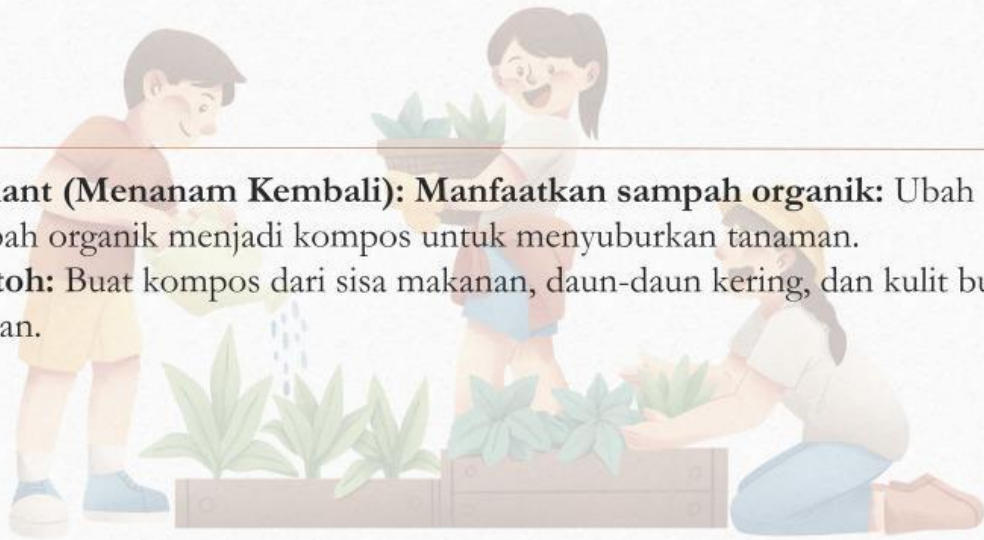 ant (Menanam Kembali): Manfaatkan sampah organik: Ubah
ah organik menjadi kompos untuk menyuburkan tanaman.
toh: Buat kompos dari sisa makanan, daun-daun kering, dan kulit bu
an.